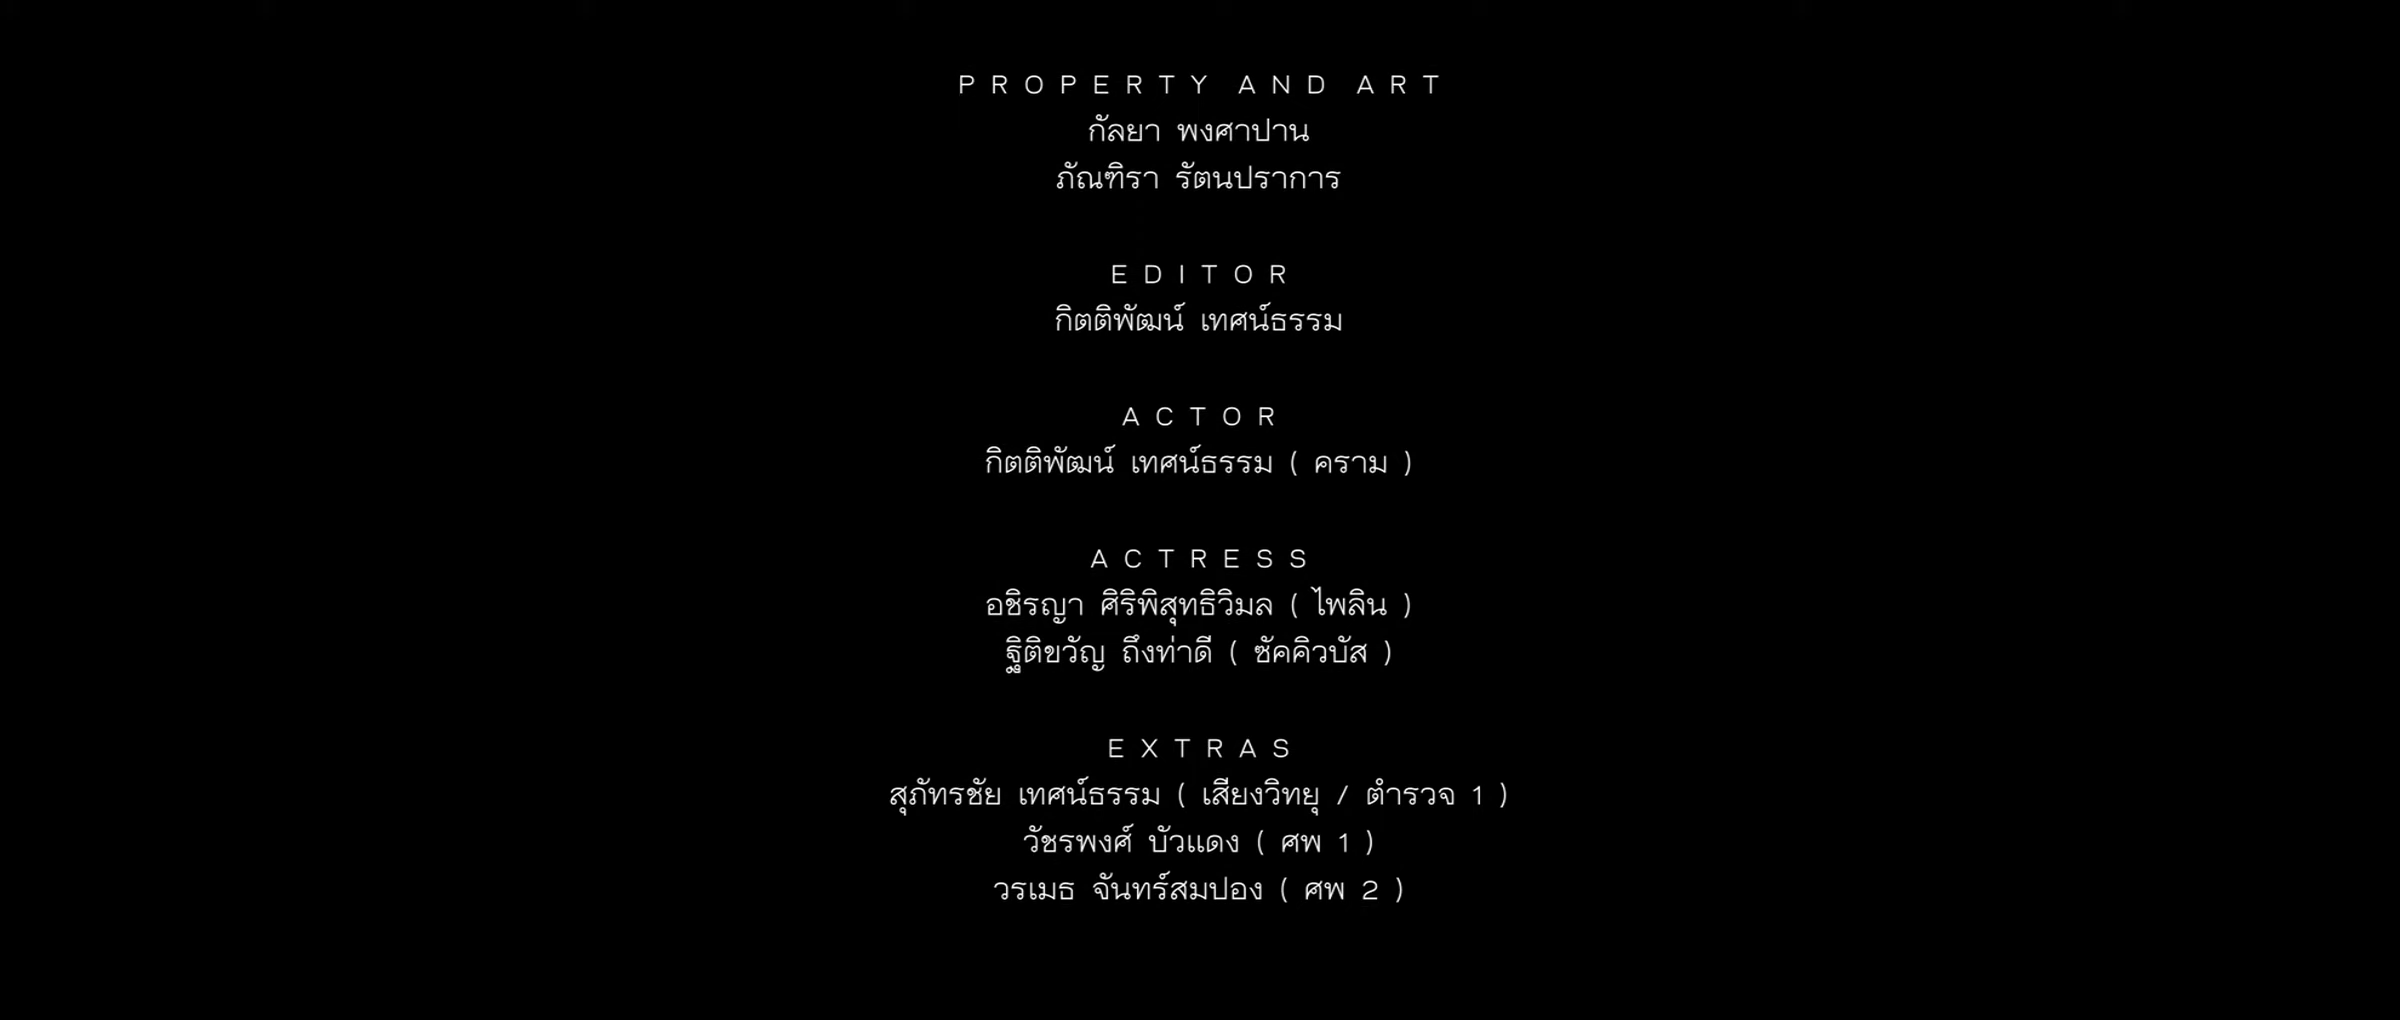 PROPERTY AND ART
กัลยา พงศาปาน
ภัณฑิรา รัตนปราการ
EDITOR
กิตติพัฒน์ เทศน์ธรรม
ACTOR
กิตติพัฒน์ เทศน์ธรรม ( คราม )
ACTRESS
อชิรญา ศิริพิสุทธิวิมล ( ไพลิน )
ฐิติขวัญ ถึงท่าดี ( ซัคคิวบัส )
EXTRAS
สุภัทรชัย เทศน์ธรรม ( เสียงวิทยุ / ตำรวจ 1 )
วัชรพงศ์ บัวแดง ( ศพ 1 )
วรเมธ จันทร์สมปอง ( ศพ 2 )